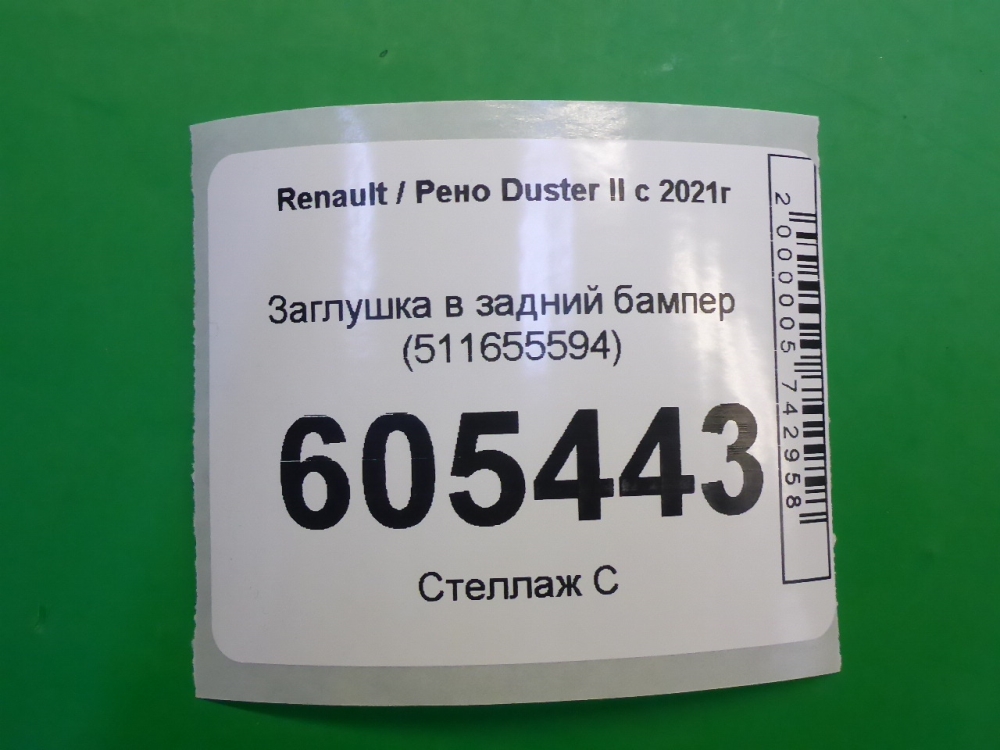 Renault / Рено Duster II с 2021г
Заглушка в задний бампер
(511655594)
605443
Стеллаж С
2000005742958